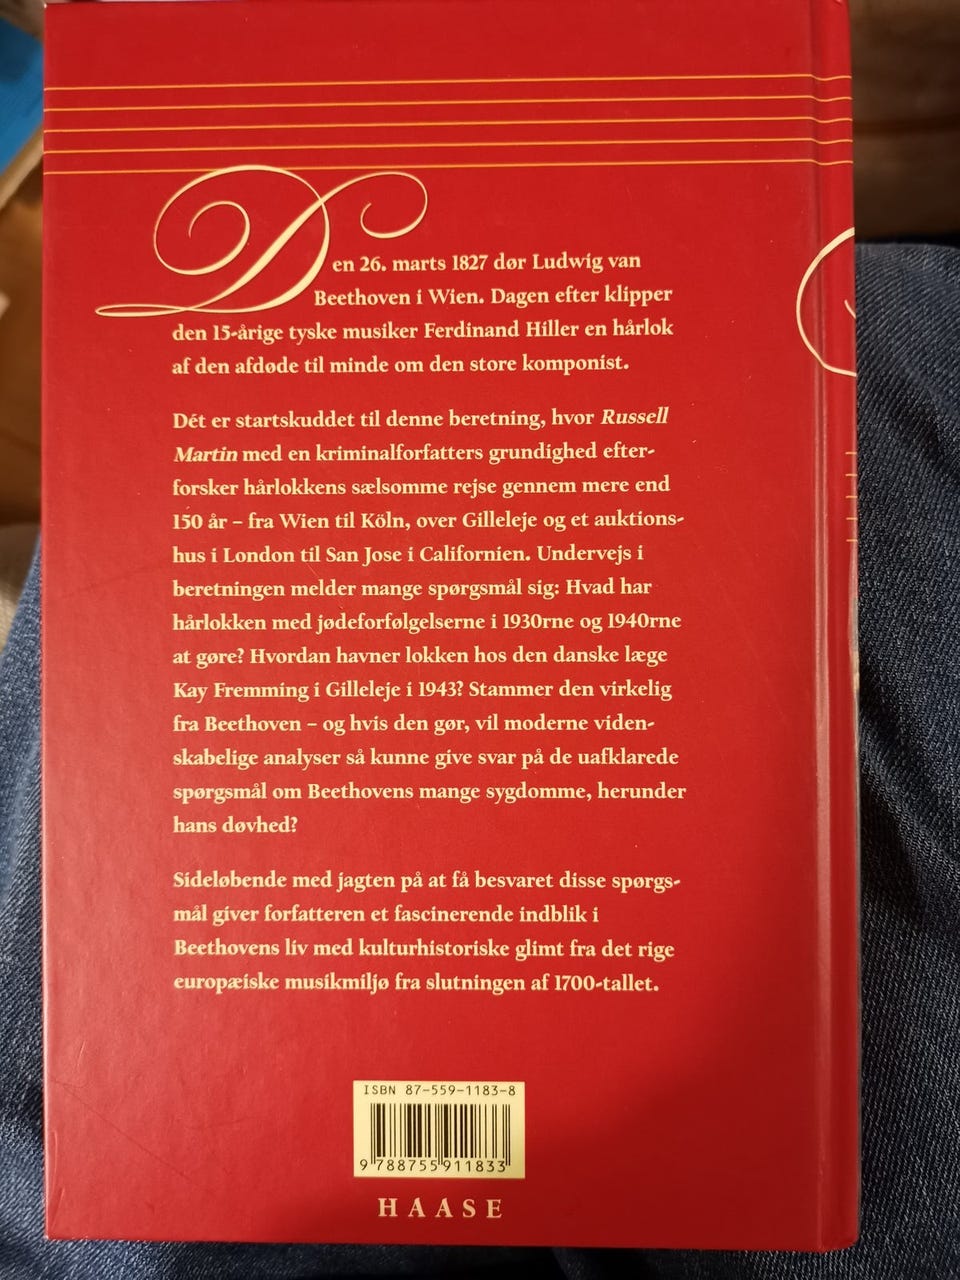 Den 26. marts 1827 dør Ludwig van
Beethoven i Wien. Dagen efter klipper
den 15-årige tyske musiker Ferdinand Hiller en hårlok
af den afdøde til minde om den store komponist.
Dét er startskuddet til denne beretning, hvor Russell
Martin med en kriminalforfatters grundighed efter-
forsker hårlokkens sælsomme rejse gennem mere end
150 år – fra Wien til Köln, over Gilleleje og et auktions-
hus i London til San Jose i Californien. Undervejs i
beretningen melder mange spørgsmål sig: Hvad har
hårlokken med jødeforfølgelserne i 1930rne og 1940rne
at gøre? Hvordan havner lokken hos den danske læge
Kay Fremming i Gilleleje i 1943? Stammer den virkelig
fra Beethoven – og hvis den gør, vil moderne viden-
skabelige analyser så kunne give svar på de uafklarede
spørgsmål om Beethovens mange sygdomme, herunder
hans døvhed?
Sideløbende med jagten på at få besvaret disse spørgs-
mål giver forfatteren et fascinerende indblik i
Beethovens liv med kulturhistoriske glimt fra det rige
europæiske musikmiljø fra slutningen af 1700-tallet.
ISBN 87-559-1183-8
9 788755 911833
HAASE